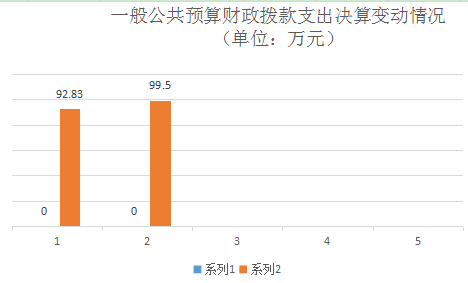 一般公共预算财政拨款支出决算变动情况
（单位：万元）
92.83
99.5
0
0
1 2 3 4 5
系列1 系列2